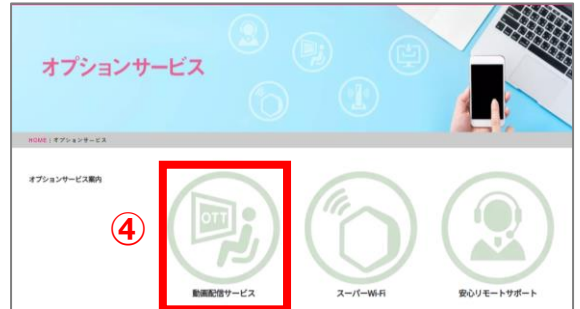 オプションサービス
HOME | オプションサービス
オプションサービス案内
④
OTT
動画配信サービス
スーパーWi-Fi
安心リモートサポート